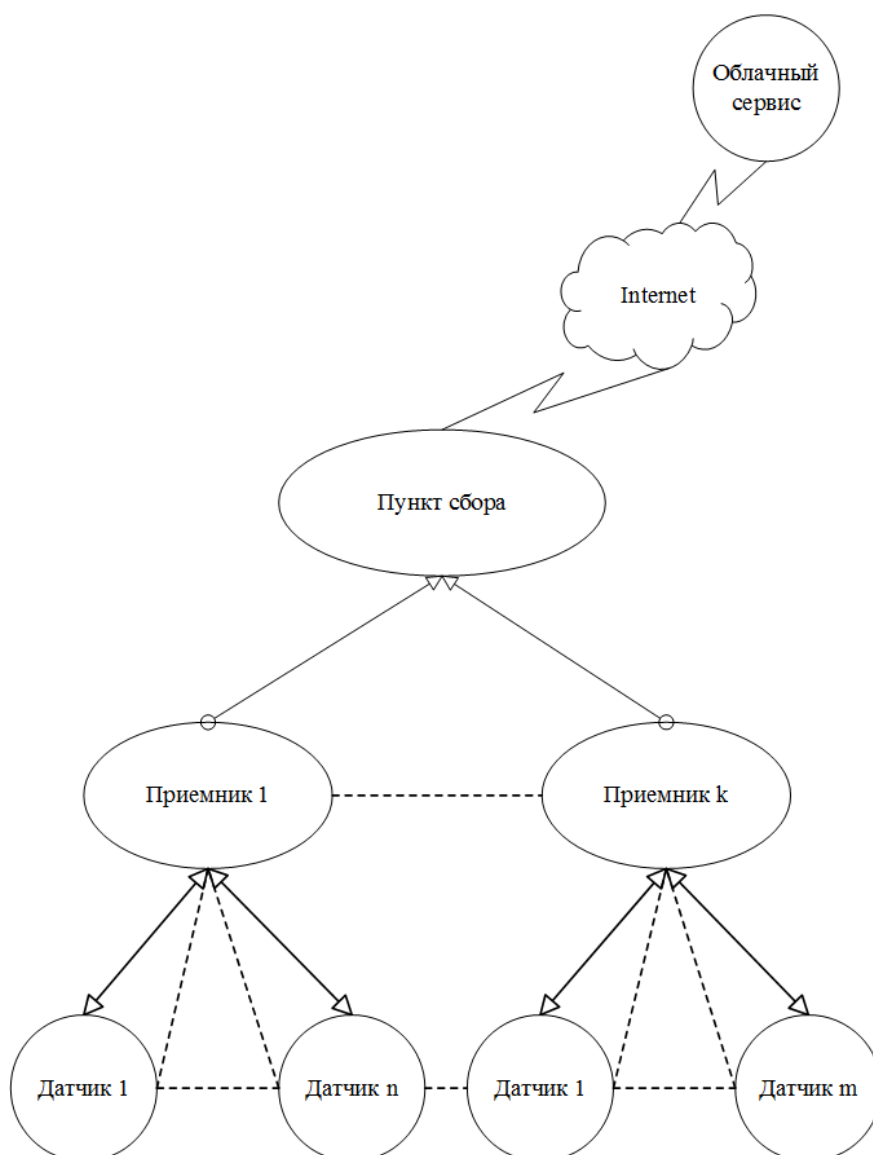 Облачный
сервис
Internet
Пункт сбора
Приемник 1
Приемник k
Датчик 1
Датчик n
Датчик 1
Датчик m